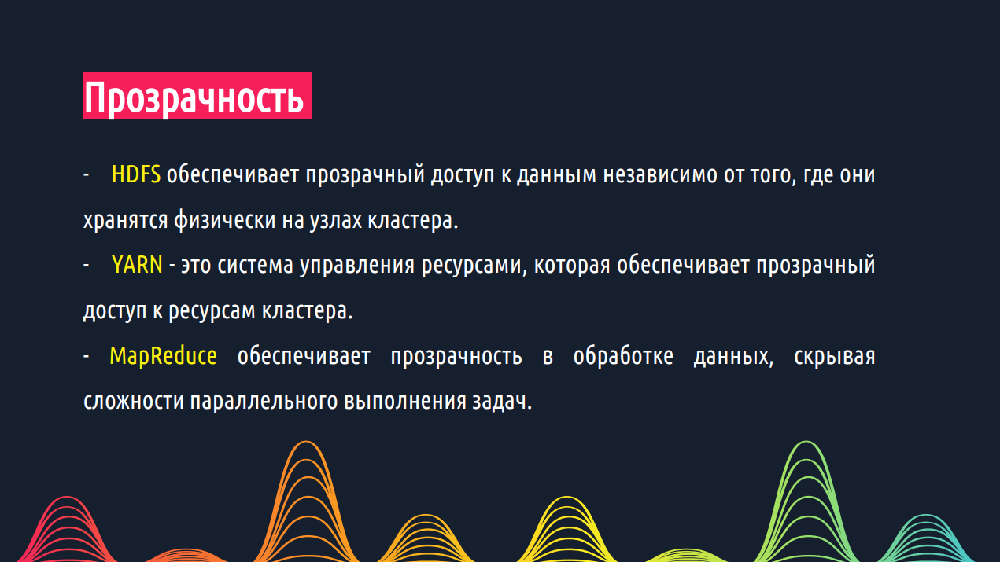 Прозрачность
- HDFS обеспечивает прозрачный доступ к данным независимо от того, где они
хранятся физически на узлах кластера.
- YARN - это система управления ресурсами, которая обеспечивает прозрачный
доступ к ресурсам кластера.
- MapReduce обеспечивает прозрачность в обработке данных, скрывая
сложности параллельного выполнения задач.